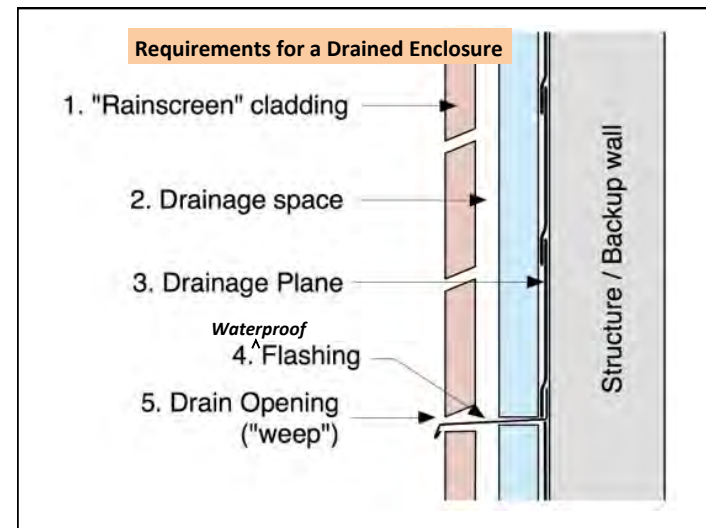 Requirements for a Drained Enclosure
1. "Rainscreen" cladding
2. Drainage space
3. Drainage Plane
Waterproof
4.^Flashing
5. Drain Opening
("weep")
Structure / Backup wall